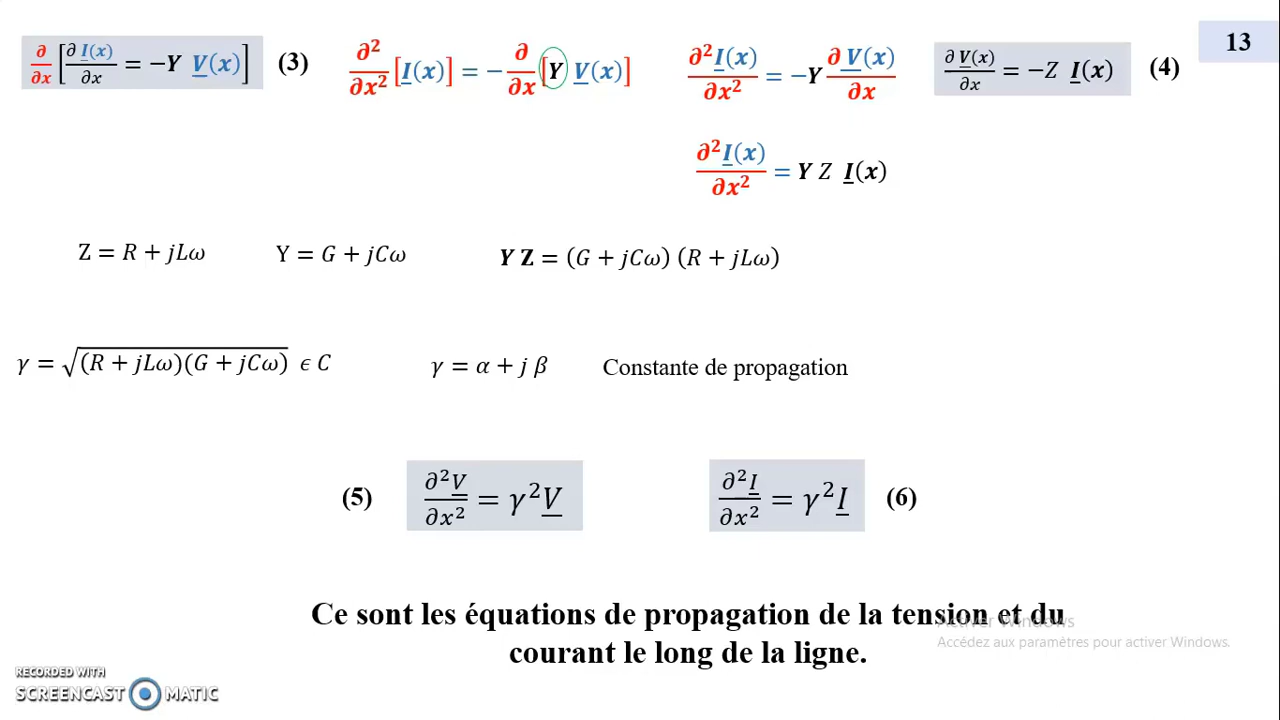 ∂/∂x [∂I(x)/∂x = −Y V(x)] (3) ∂²/∂x² [I(x)] = − ∂/∂x [Y V(x)] ∂²I(x)/∂x² = −Y ∂V(x)/∂x ∂V(x)/∂x = −Z I(x) (4) 13
∂²I(x)/∂x² = Y Z I(x)
Z = R + jLω Y = G + jCω Y Z = (G + jCω) (R + jLω)
γ = √(R + jLω)(G + jCω) ϵ C γ = α + j β Constante de propagation
(5) ∂²V/∂x² = γ²V ∂²I/∂x² = γ²I (6)
Ce sont les équations de propagation de la tension et du
courant le long de la ligne.
Activer Windows
Accédez aux paramètres pour activer Windows.
RECORDED WITH
SCREENCAST MATIC